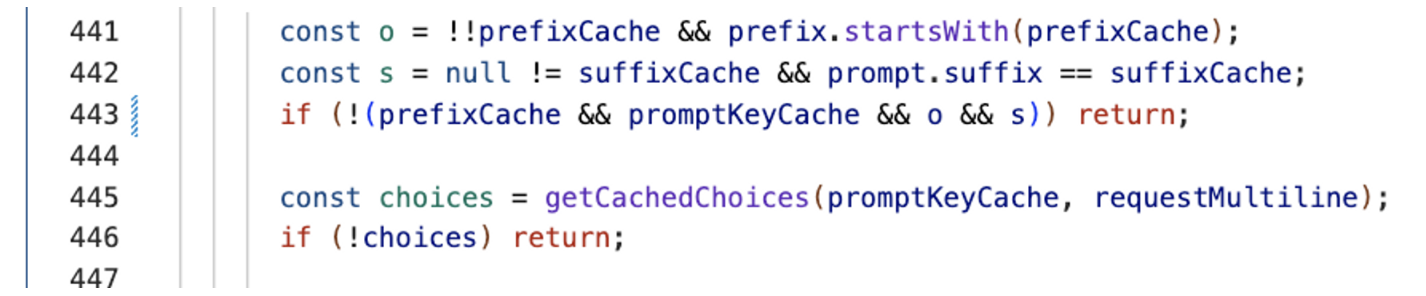 441 const o = !!prefixCache && prefix.startsWith(prefixCache);
442 const s = null != suffixCache && prompt.suffix == suffixCache;
443 if (!(prefixCache && promptKeyCache && o && s)) return;
444
445 const choices = getCachedChoices(promptKeyCache, requestMultiline);
446 if (!choices) return;
447